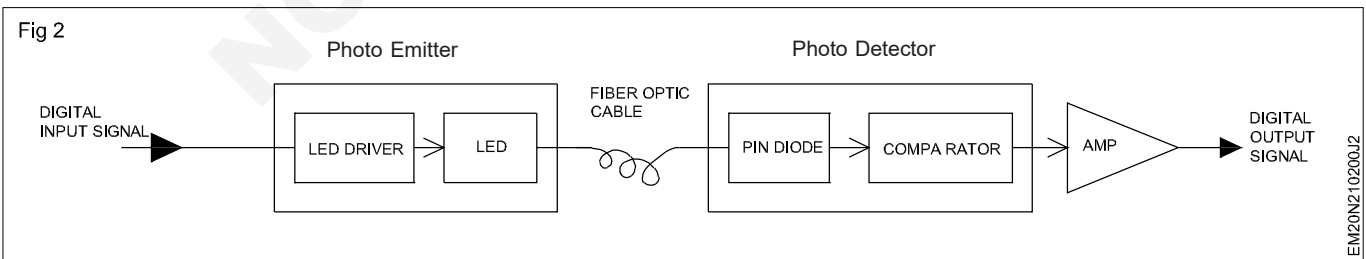 Fig 2
Photo Emitter
Photo Detector
DIGITAL
INPUT SIGNAL
LED DRIVER
LED
FIBER OPTIC
CABLE
PIN DIODE
COMPA RATOR
AMP
DIGITAL
OUTPUT
SIGNAL
EM20N210200J2